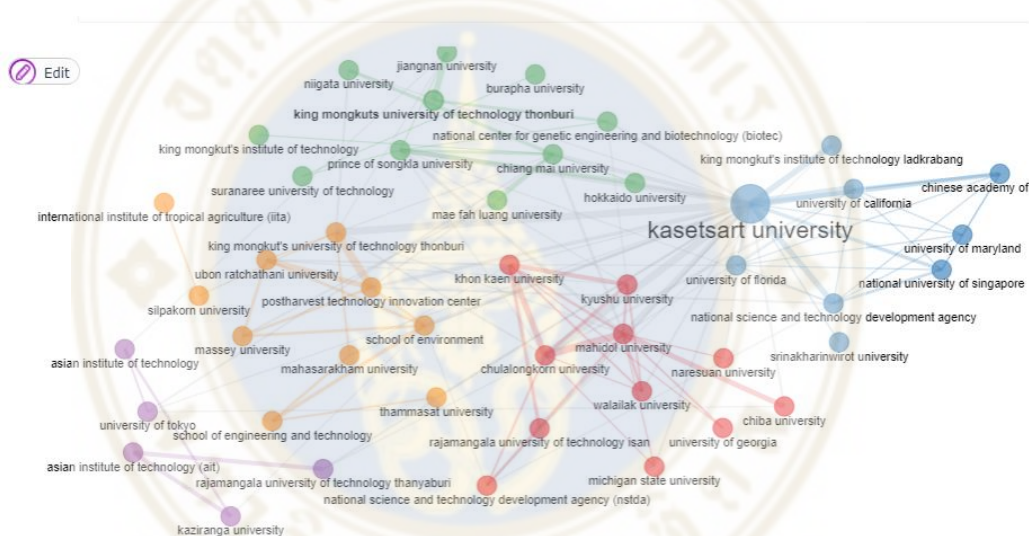 Edit
jiangnan university
niigata university
burapha university
king mongkuts university of technology thonburi
national center for genetic engineering and biotechnology (biotec)
king mongkut's institute of technology
prince of songkla university
chiang mai university
king mongkut's institute of technology ladkrabang
suranaree university of technology
hokkaido university
chinese academy of
university of california
international institute of tropical agriculture (iita)
mae fah luang university
kasetsart university
king mongkut's university of technology thonburi
university of maryland
ubon ratchathani university
khon kaen university
university of florida
national university of singapore
silpakorn university
postharvest technology innovation center
kyushu university
national science and technology development agency
massey university
school of environment
mahidol university
srinakharinwirot university
asian institute of technology
mahasarakham university
chulalongkorn university
naresuan university
thammasat university
walailak university
chiba university
university of tokyo
school of engineering and technology
rajamangala university of technology isan
university of georgia
asian institute of technology (ait)
rajamangala university of technology thanyaburi
michigan state university
national science and technology development agency (nstda)
kaziranga university